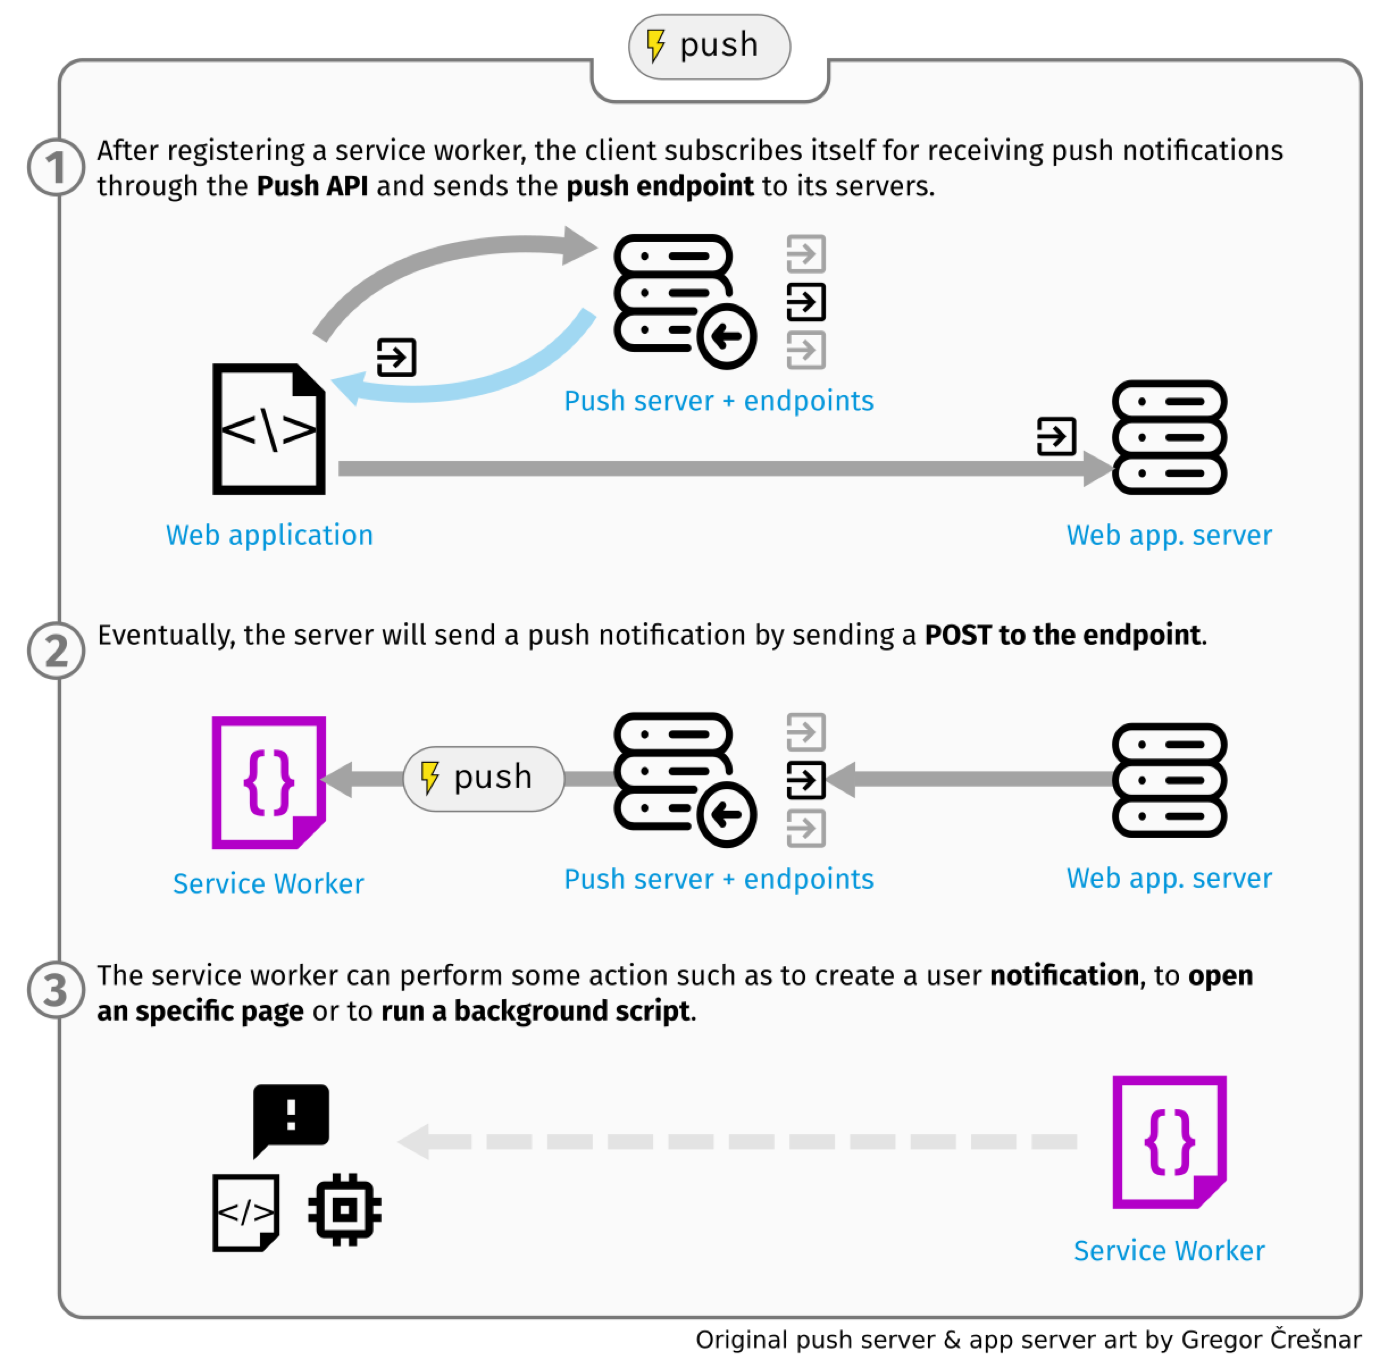 push
1
After registering a service worker, the client subscribes itself for receiving push notifications
through the Push API and sends the push endpoint to its servers.
<\>
Push server + endpoints
Web application
Web app. server
2
Eventually, the server will send a push notification by sending a POST to the endpoint.
{}
push
Service Worker
Push server + endpoints
Web app. server
3
The service worker can perform some action such as to create a user notification, to open
an specific page or to run a background script.
!
</>
{}
Service Worker
Original push server & app server art by Gregor Črešnar